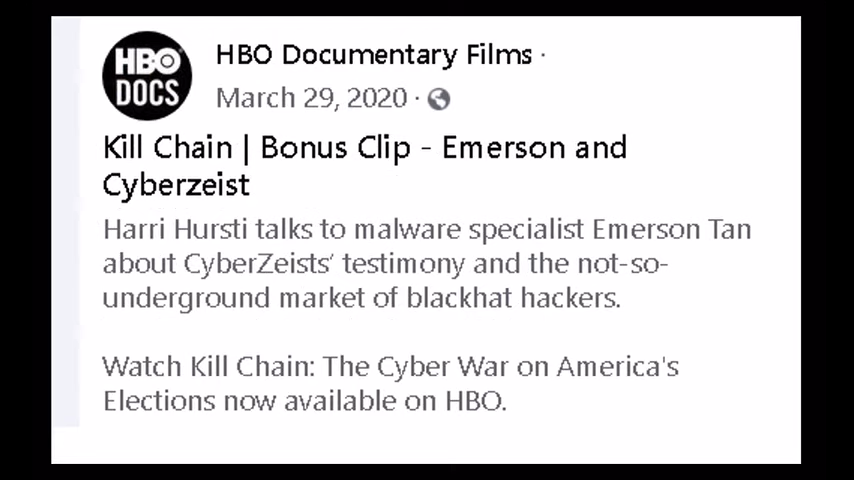 HBO
DOCS
HBO Documentary Films ·
March 29, 2020 ·
Kill Chain | Bonus Clip - Emerson and
Cyberzeist
Harri Hursti talks to malware specialist Emerson Tan
about CyberZeists' testimony and the not-so-
underground market of blackhat hackers.
Watch Kill Chain: The Cyber War on America's
Elections now available on HBO.